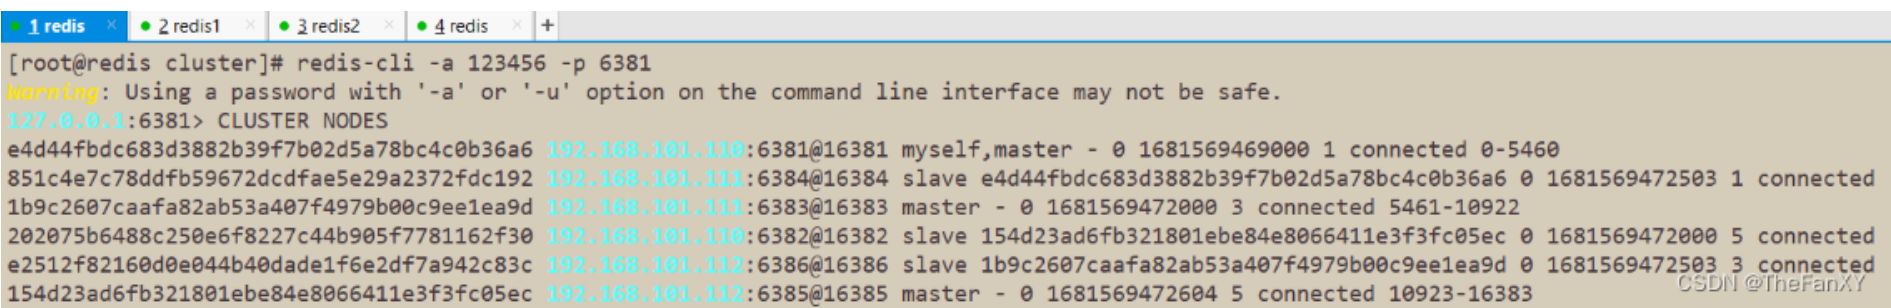 1 redis × 2 redis1 × 3 redis2 × 4 redis × +
[root@redis cluster]# redis-cli -a 123456 -p 6381
Warning: Using a password with '-a' or '-u' option on the command line interface may not be safe.
127.0.0.1:6381> CLUSTER NODES
e4d44fbdc683d3882b39f7b02d5a78bc4c0b36a6 192.168.101.110:6381@16381 myself,master - 0 1681569469000 1 connected 0-5460
851c4e7c78ddfb59672dcdfae5e29a2372fdc192 192.168.101.111:6384@16384 slave e4d44fbdc683d3882b39f7b02d5a78bc4c0b36a6 0 1681569472503 1 connected
1b9c2607caafa82ab53a407f4979b00c9ee1ea9d 192.168.101.111:6383@16383 master - 0 1681569472000 3 connected 5461-10922
202075b6488c250e6f8227c44b905f7781162f30 192.168.101.110:6382@16382 slave 154d23ad6fb321801ebe84e8066411e3f3fc05ec 0 1681569472000 5 connected
e2512f82160d0e044b40dade1f6e2df7a942c83c 192.168.101.112:6386@16386 slave 1b9c2607caafa82ab53a407f4979b00c9ee1ea9d 0 1681569472503 3 connected
154d23ad6fb321801ebe84e8066411e3f3fc05ec 192.168.101.112:6385@16385 master - 0 1681569472604 5 connected 10923-16383
CSDN @TheFanXY